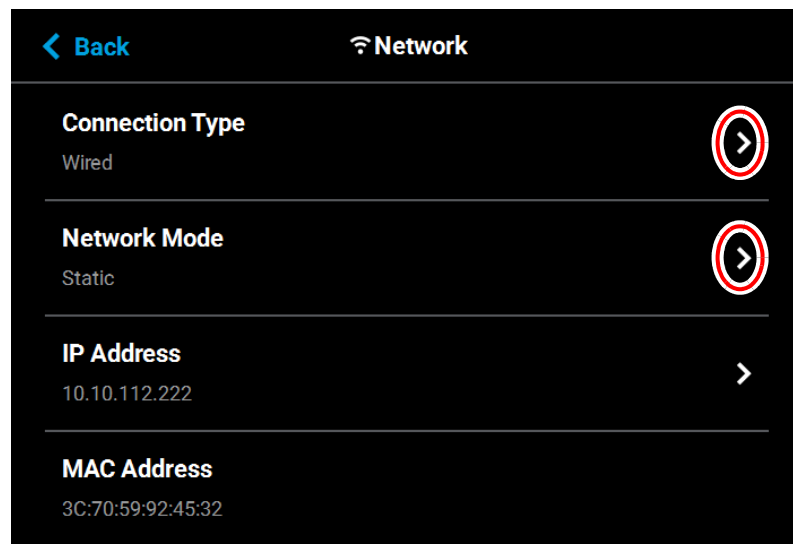 Back
Network
Connection Type
Wired
Network Mode
Static
IP Address
10.10.112.222
MAC Address
3C:70:59:92:45:32